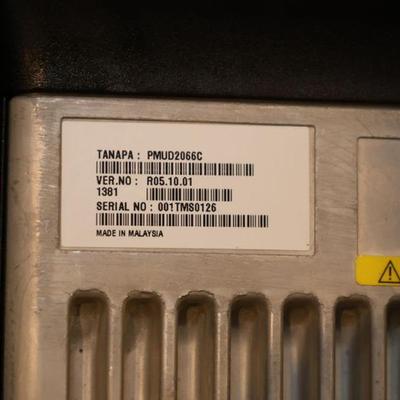 TANAPA : PMUD2066C
VER.NO : R05.10.01
1381
SERIAL NO : 001TMS0126
MADE IN MALAYSIA